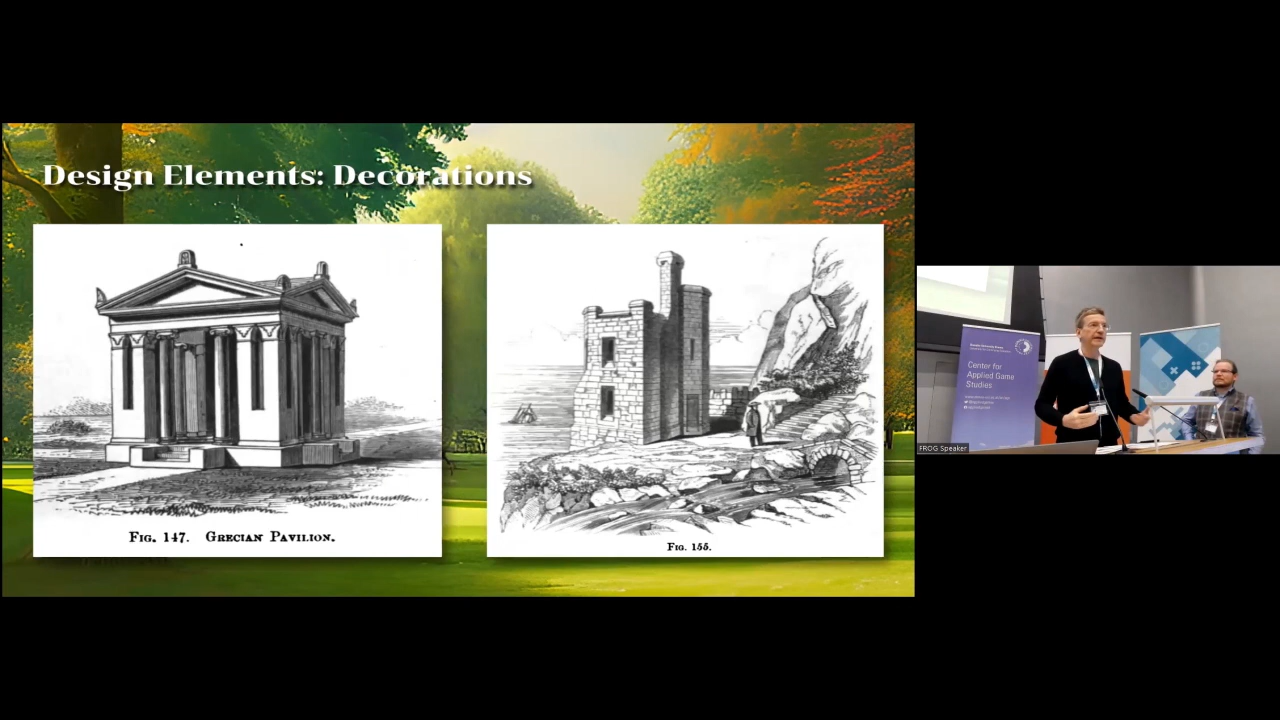 Design Elements: Decorations
FIG. 147. GRECIAN PAVILION.
FIG. 155.
Center for
Applied Game
Studies
FROG Speaker